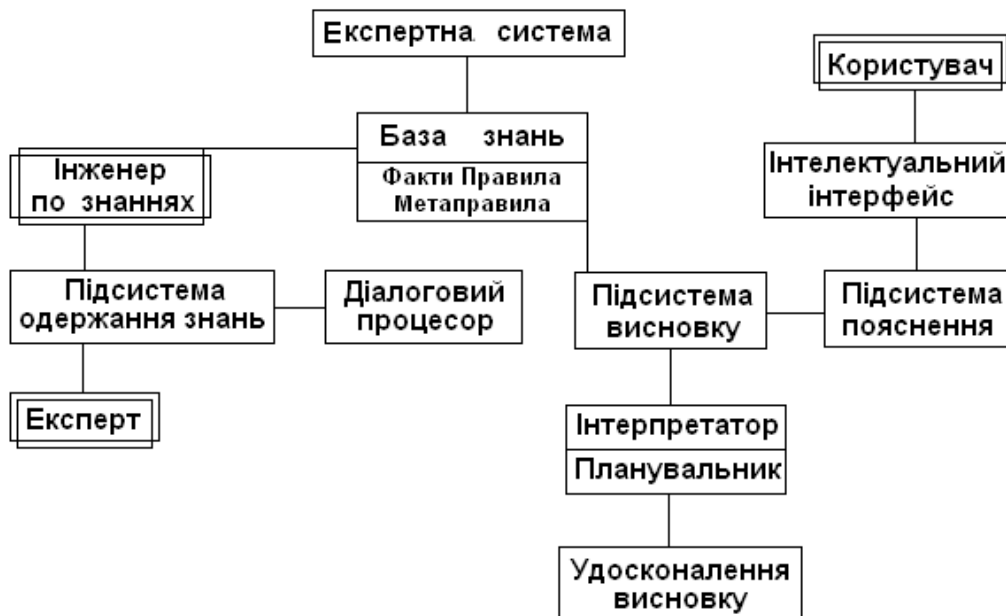 Експертна система
Користувач
База знань
Факти Правила
Метаправила
Інженер
по знаннях
Інтелектуальний
інтерфейс
Підсистема
одержання знань
Діалоговий
процесор
Підсистема
висновку
Підсистема
пояснення
Експерт
Інтерпретатор
Планувальник
Удосконалення
висновку